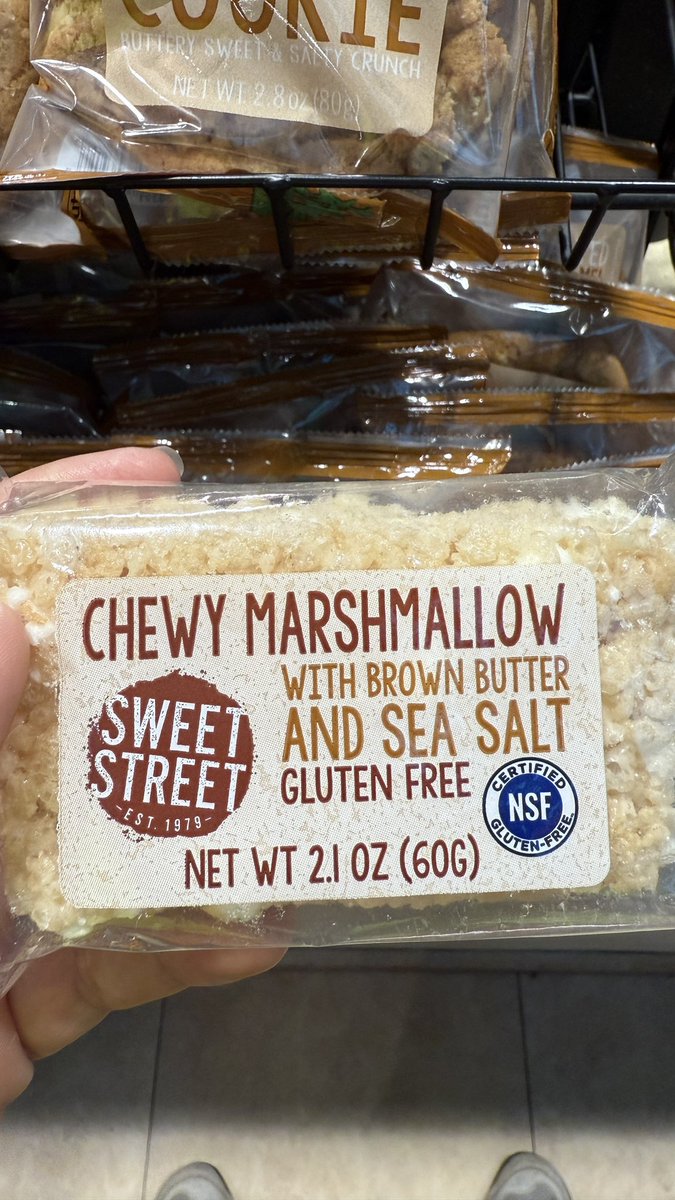 COOKIE
BUTTERY SWEET & SALTY CRUNCH
NET WT 2.8 oz (80g)
CHEWY MARSHMALLOW
WITH BROWN BUTTER
AND SEA SALT
GLUTEN FREE
SWEET
STREET
-EST. 1979-
CERTIFIED
NSF
GLUTEN-FREE
NET WT 2.1 OZ (60G)